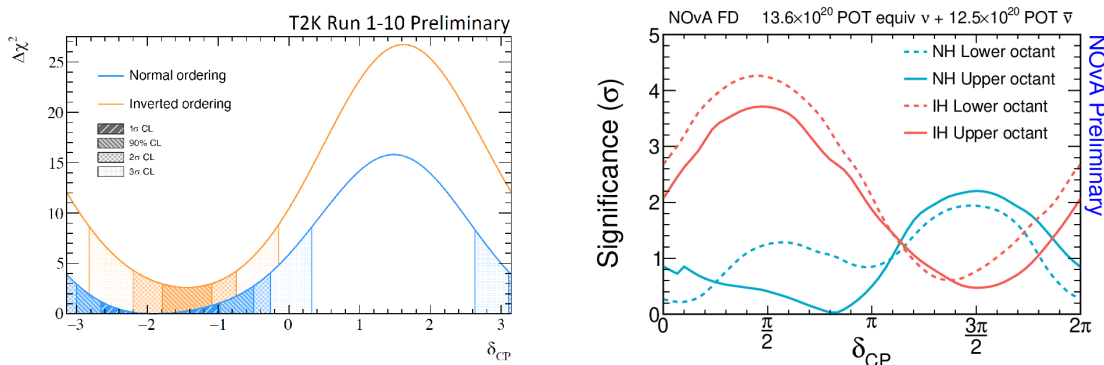 T2K Run 1-10 Preliminary
Δχ²
25
20
15
10
5
0
Normal ordering
Inverted ordering
1σ CL
90% CL
2σ CL
3σ CL
−3 −2 −1 0 1 2 3
δCP
NOνA FD 13.6×10²⁰ POT equiv ν + 12.5×10²⁰ POT ν̄
Significance (σ)
5
4
3
2
1
0
NH Lower octant
NH Upper octant
IH Lower octant
IH Upper octant
0 π/2 π 3π/2 2π
δCP
NOνA Preliminary